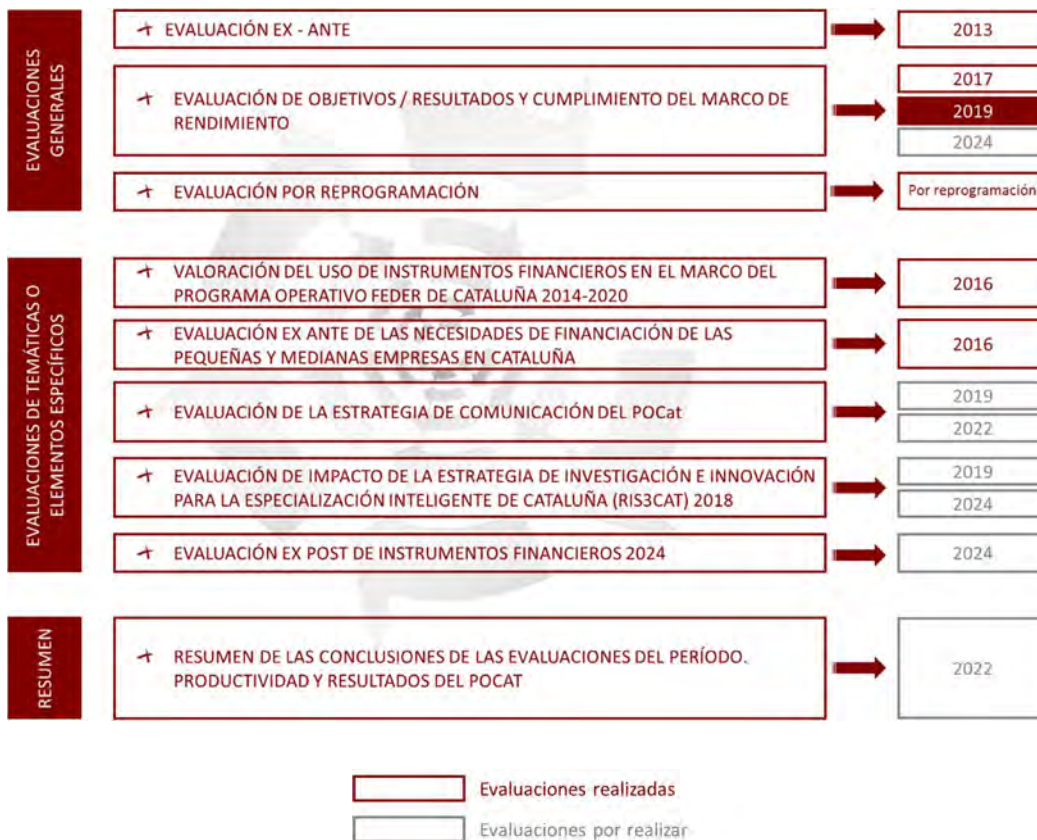 EVALUACIONES
GENERALES
EVALUACIÓN EX - ANTE
2013
EVALUACIÓN DE OBJETIVOS / RESULTADOS Y CUMPLIMIENTO DEL MARCO DE
RENDIMIENTO
2017
2019
2024
EVALUACIÓN POR REPROGRAMACIÓN
Por reprogramación
EVALUACIONES DE TEMÁTICAS O
ELEMENTOS ESPECÍFICOS
VALORACIÓN DEL USO DE INSTRUMENTOS FINANCIEROS EN EL MARCO DEL
PROGRAMA OPERATIVO FEDER DE CATALUÑA 2014-2020
2016
EVALUACIÓN EX ANTE DE LAS NECESIDADES DE FINANCIACIÓN DE LAS
PEQUEÑAS Y MEDIANAS EMPRESAS EN CATALUÑA
2016
EVALUACIÓN DE LA ESTRATEGIA DE COMUNICACIÓN DEL POCat
2019
2022
EVALUACIÓN DE IMPACTO DE LA ESTRATEGIA DE INVESTIGACIÓN E INNOVACIÓN
PARA LA ESPECIALIZACIÓN INTELIGENTE DE CATALUÑA (RIS3CAT) 2018
2019
2024
EVALUACIÓN EX POST DE INSTRUMENTOS FINANCIEROS 2024
2024
RESUMEN
RESUMEN DE LAS CONCLUSIONES DE LAS EVALUACIONES DEL PERÍODO.
PRODUCTIVIDAD Y RESULTADOS DEL POCAT
2022
Evaluaciones realizadas
Evaluaciones por realizar